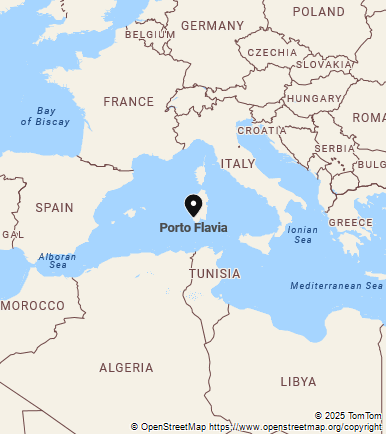 POLAND
GERMANY
BELGIUM
CZECHIA
SLOVAKIA
FRANCE
HUNGARY
Bay
of Biscay
ROMA
CROATIA
SERBIA
ITALY
BULG
SPAIN
GAL
Porto Flavia
GREECE
Ionian
Sea
Alboran
Sea
TUNISIA
Mediterranean Sea
MOROCCO
ALGERIA
LIBYA
© 2025 TomTom
© OpenStreetMap https://www.openstreetmap.org/copyright